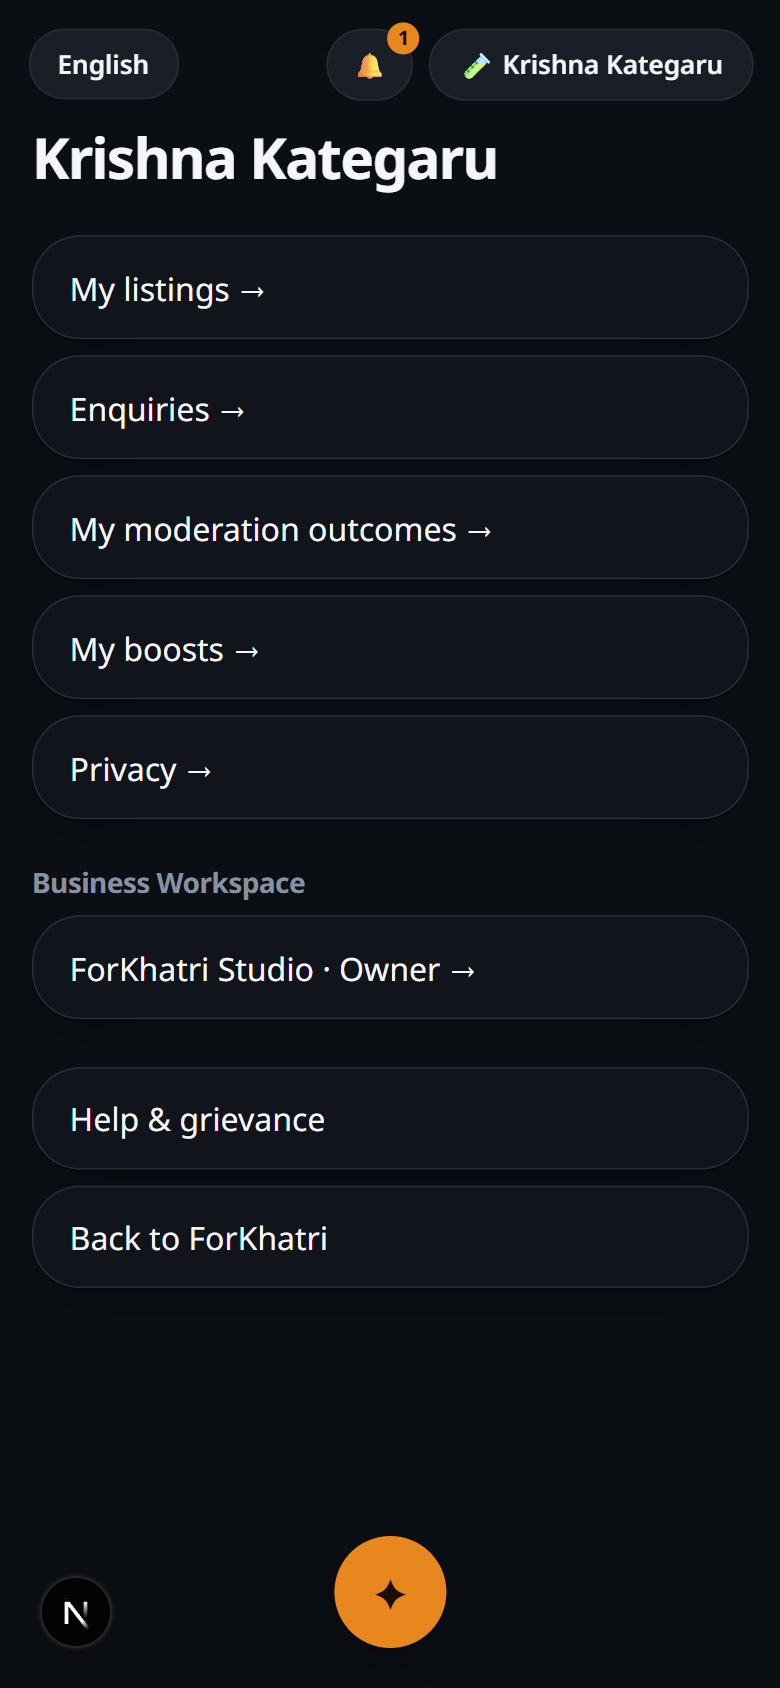 English
1
Krishna Kategaru
Krishna Kategaru
My listings →
Enquiries →
My moderation outcomes →
My boosts →
Privacy →
Business Workspace
ForKhatri Studio · Owner →
Help & grievance
Back to ForKhatri
N